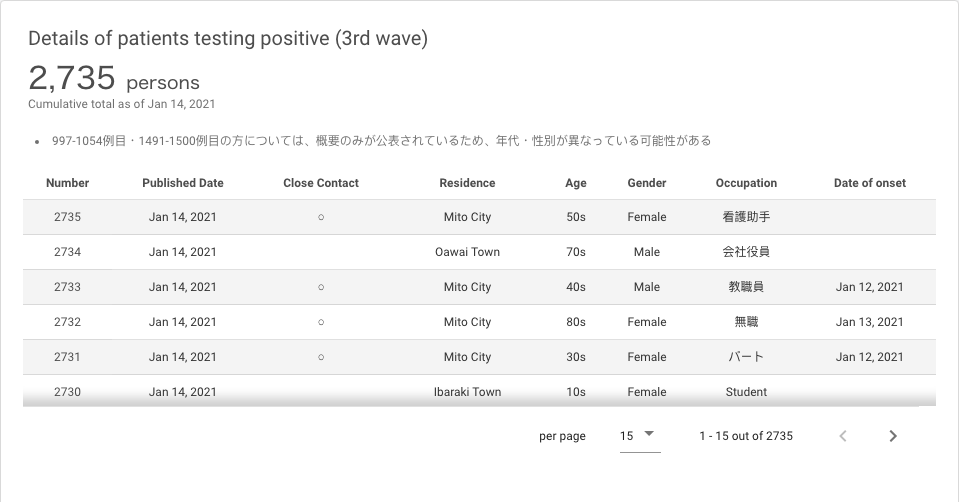 Details of patients testing positive (3rd wave)
2,735 persons
Cumulative total as of Jan 14, 2021
• 997-1054例目・1491-1500例目の方については、概要のみが公表されているため、年代・性別が異なっている可能性がある
Number Published Date Close Contact Residence Age Gender Occupation Date of onset
2735 Jan 14, 2021 ○ Mito City 50s Female 看護助手
2734 Jan 14, 2021 Oawai Town 70s Male 会社役員
2733 Jan 14, 2021 ○ Mito City 40s Male 教職員 Jan 12, 2021
2732 Jan 14, 2021 ○ Mito City 80s Female 無職 Jan 13, 2021
2731 Jan 14, 2021 ○ Mito City 30s Female パート Jan 12, 2021
2730 Jan 14, 2021 Ibaraki Town 10s Female Student
per page 15 1 - 15 out of 2735